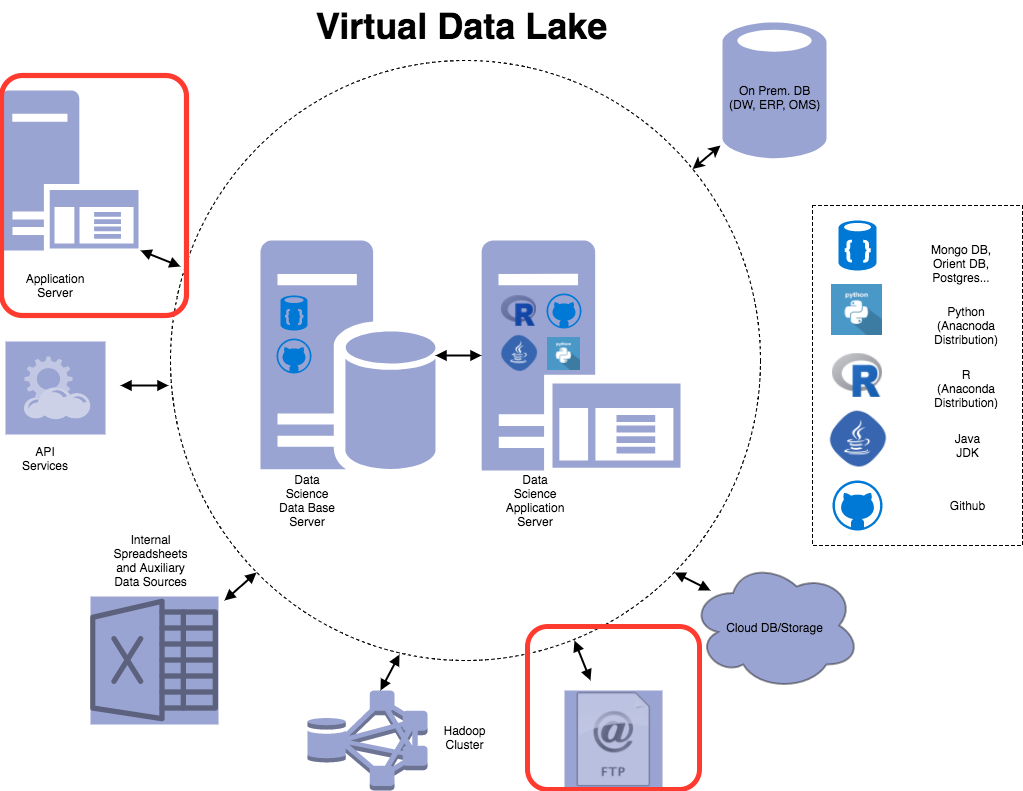 Virtual Data Lake
On Prem. DB
(DW, ERP, OMS)
Application
Server
API
Services
Data
Science
Data Base
Server
{ }
R
python
Data
Science
Application
Server
{ }
Mongo DB,
Orient DB,
Postgres...
python
Python
(Anacnoda
Distribution)
R
R
(Anaconda
Distribution)
Java
JDK
Github
Internal
Spreadsheets
and Auxiliary
Data Sources
X
Hadoop
Cluster
@
FTP
Cloud DB/Storage